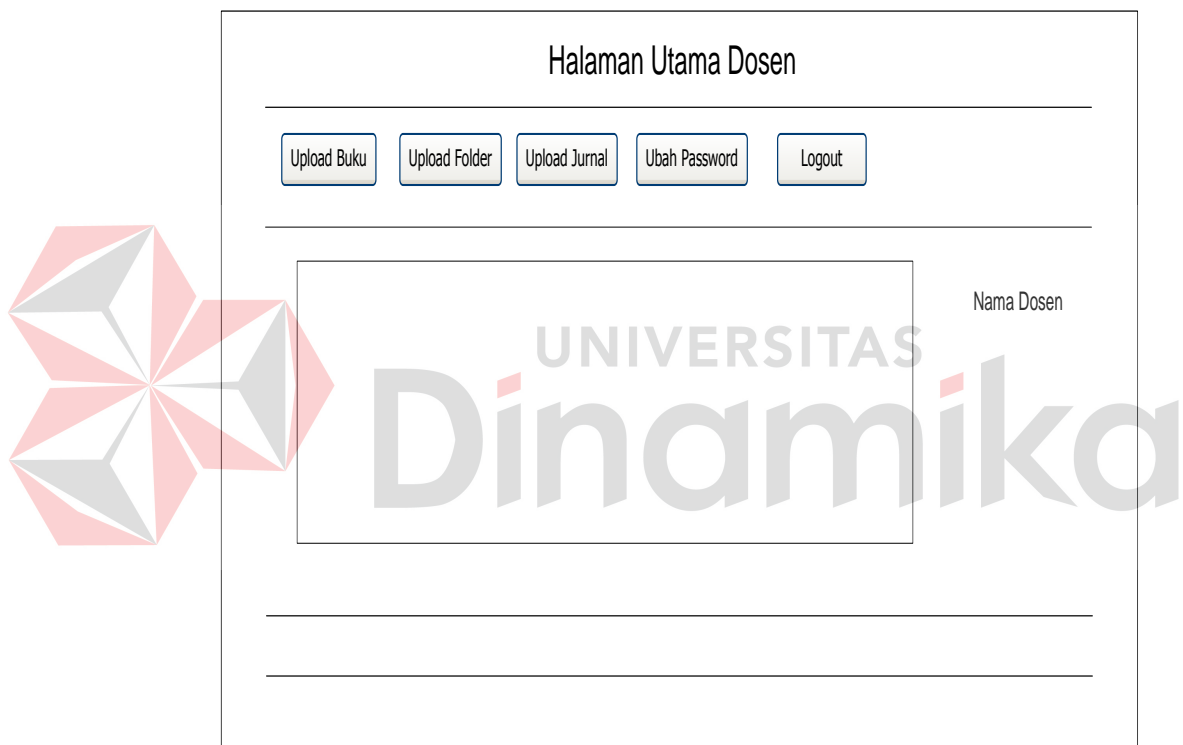 Halaman Utama Dosen
Upload Buku Upload Folder Upload Jurnal Ubah Password Logout
Nama Dosen
UNIVERSITAS
Dinamika